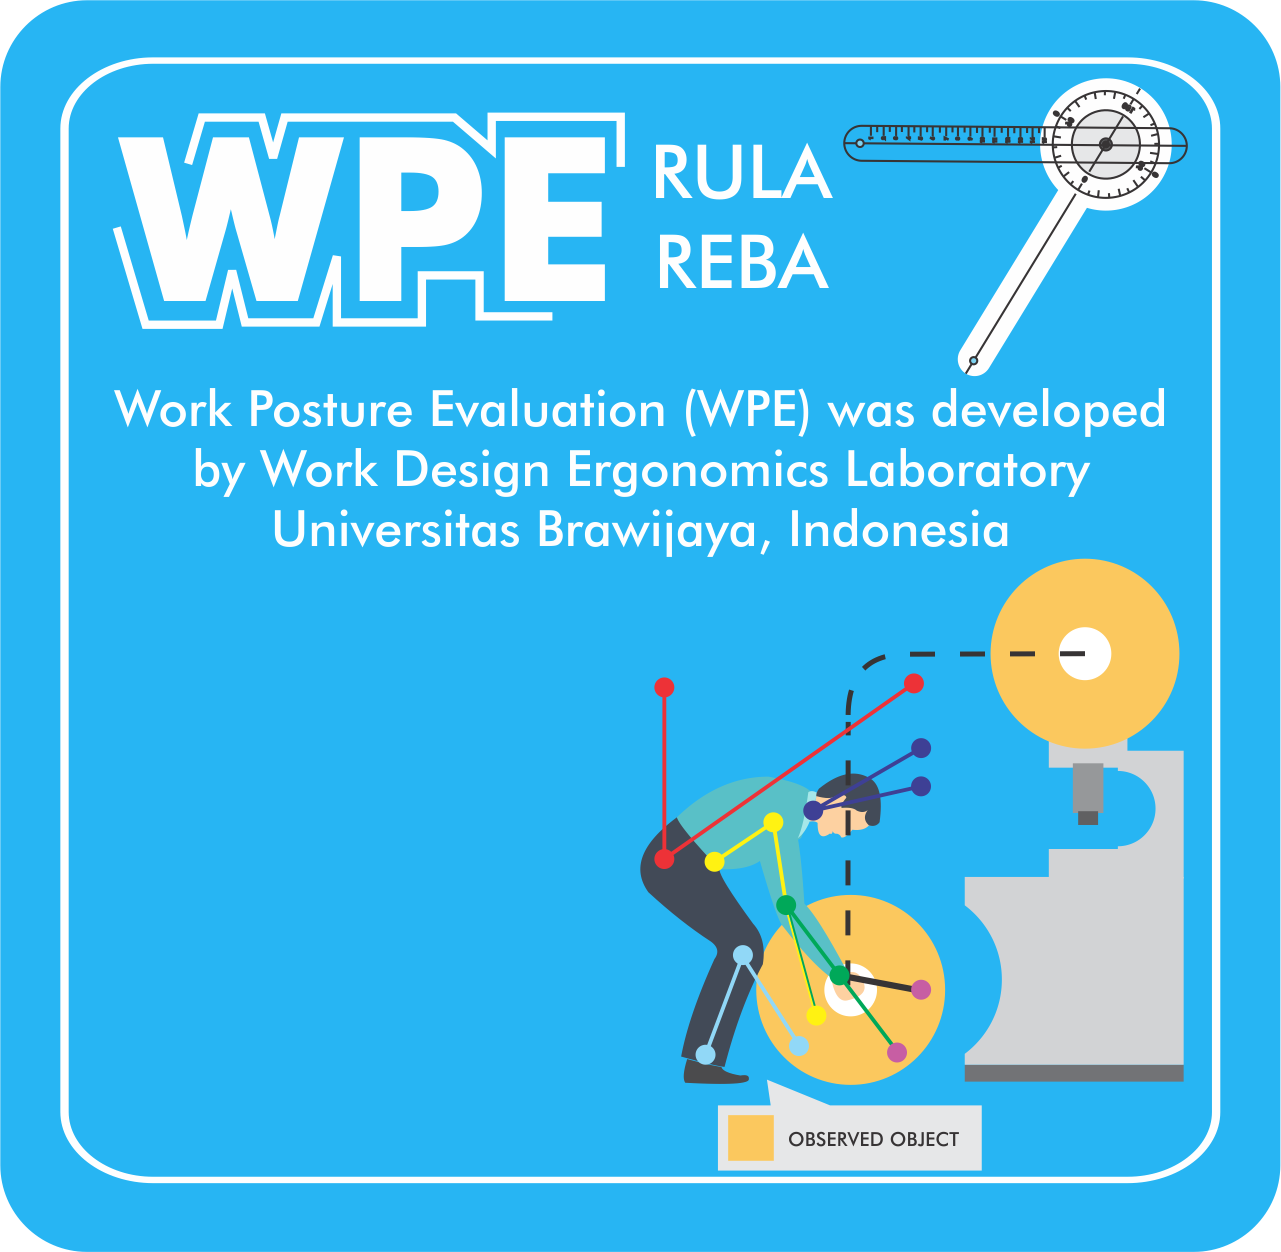 WPE
RULA
REBA
Work Posture Evaluation (WPE) was developed
by Work Design Ergonomics Laboratory
Universitas Brawijaya, Indonesia
OBSERVED OBJECT